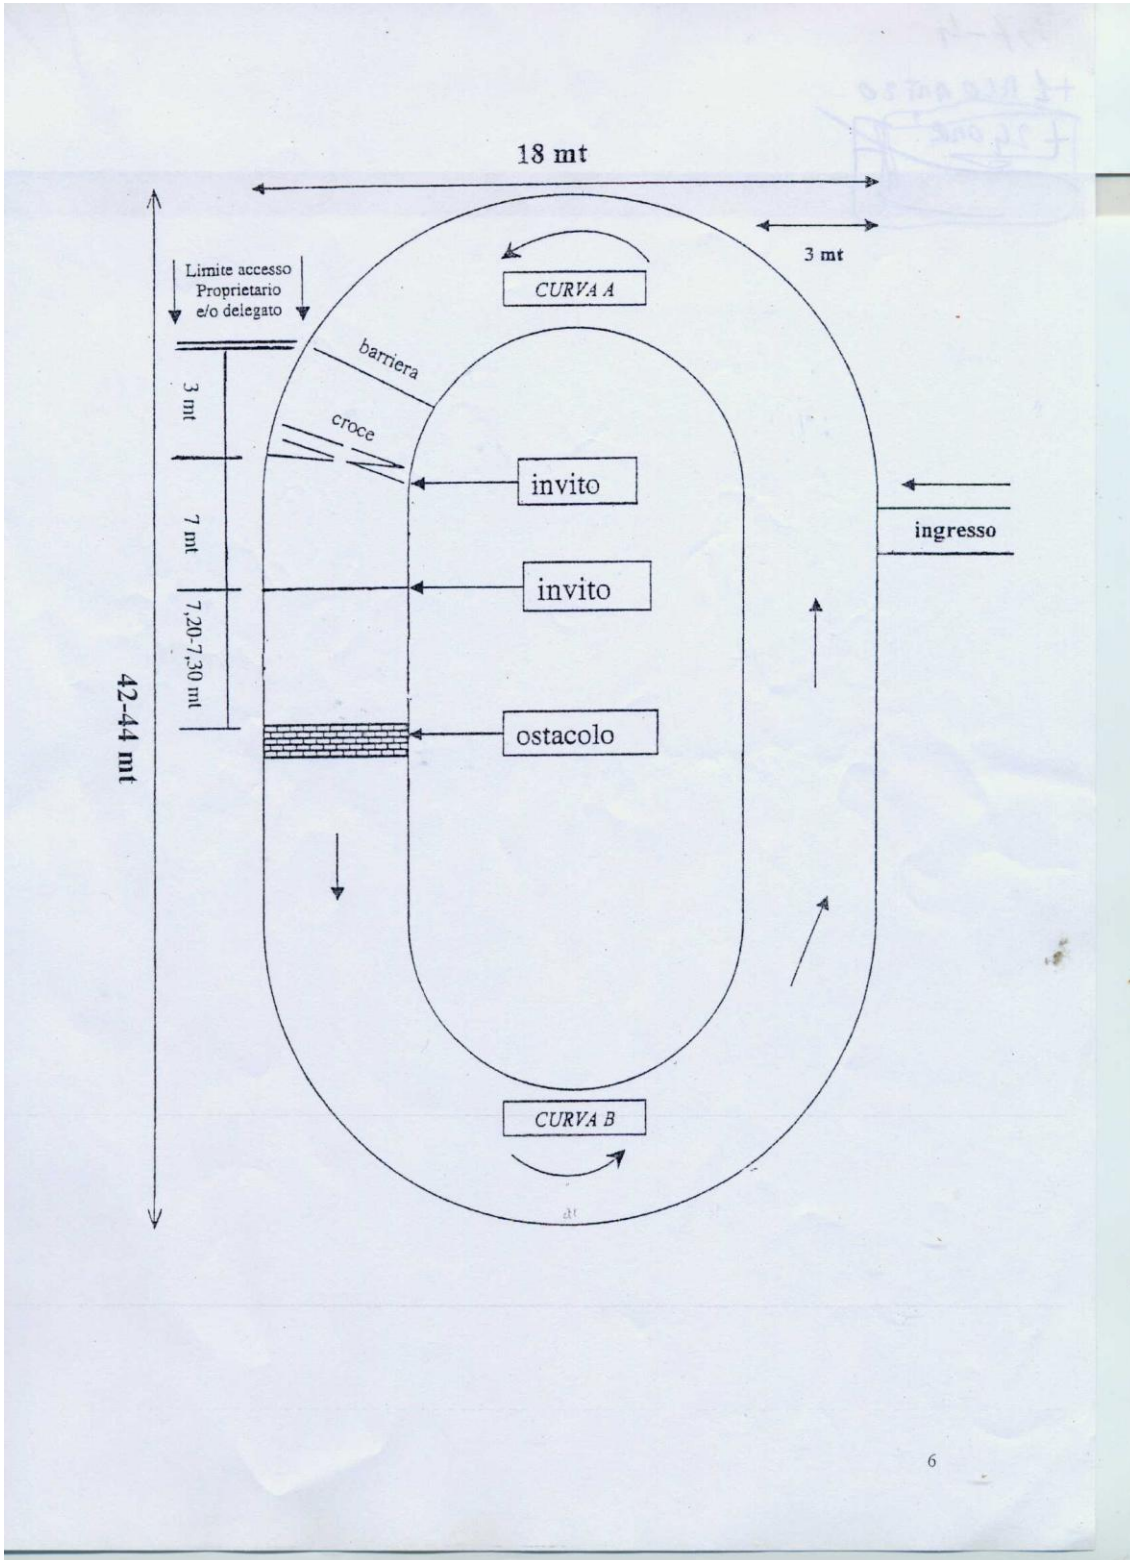 18 mt
3 mt
Limite accesso
Proprietario
e/o delegato
CURVA A
barriera
3 mt
croce
invito
ingresso
7 mt
invito
7,20-7,30 mt
42-44 mt
ostacolo
CURVA B
6